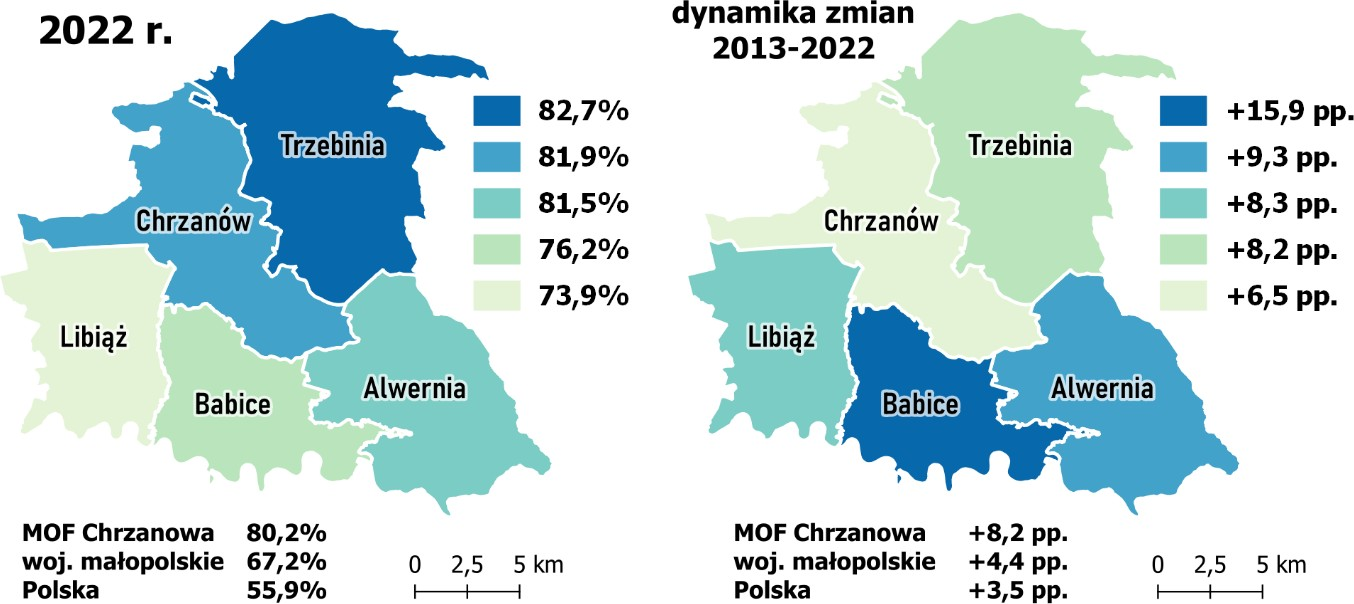 2022 r.
82,7%
81,9%
81,5%
76,2%
73,9%
Trzebinia
Chrzanów
Libiąż
Babice
Alwernia
MOF Chrzanowa 80,2%
woj. małopolskie 67,2%
Polska 55,9%
0 2,5 5 km
dynamika zmian
2013-2022
+15,9 pp.
+9,3 pp.
+8,3 pp.
+8,2 pp.
+6,5 pp.
Trzebinia
Chrzanów
Libiąż
Babice
Alwernia
MOF Chrzanowa +8,2 pp.
woj. małopolskie +4,4 pp.
Polska +3,5 pp.
0 2,5 5 km